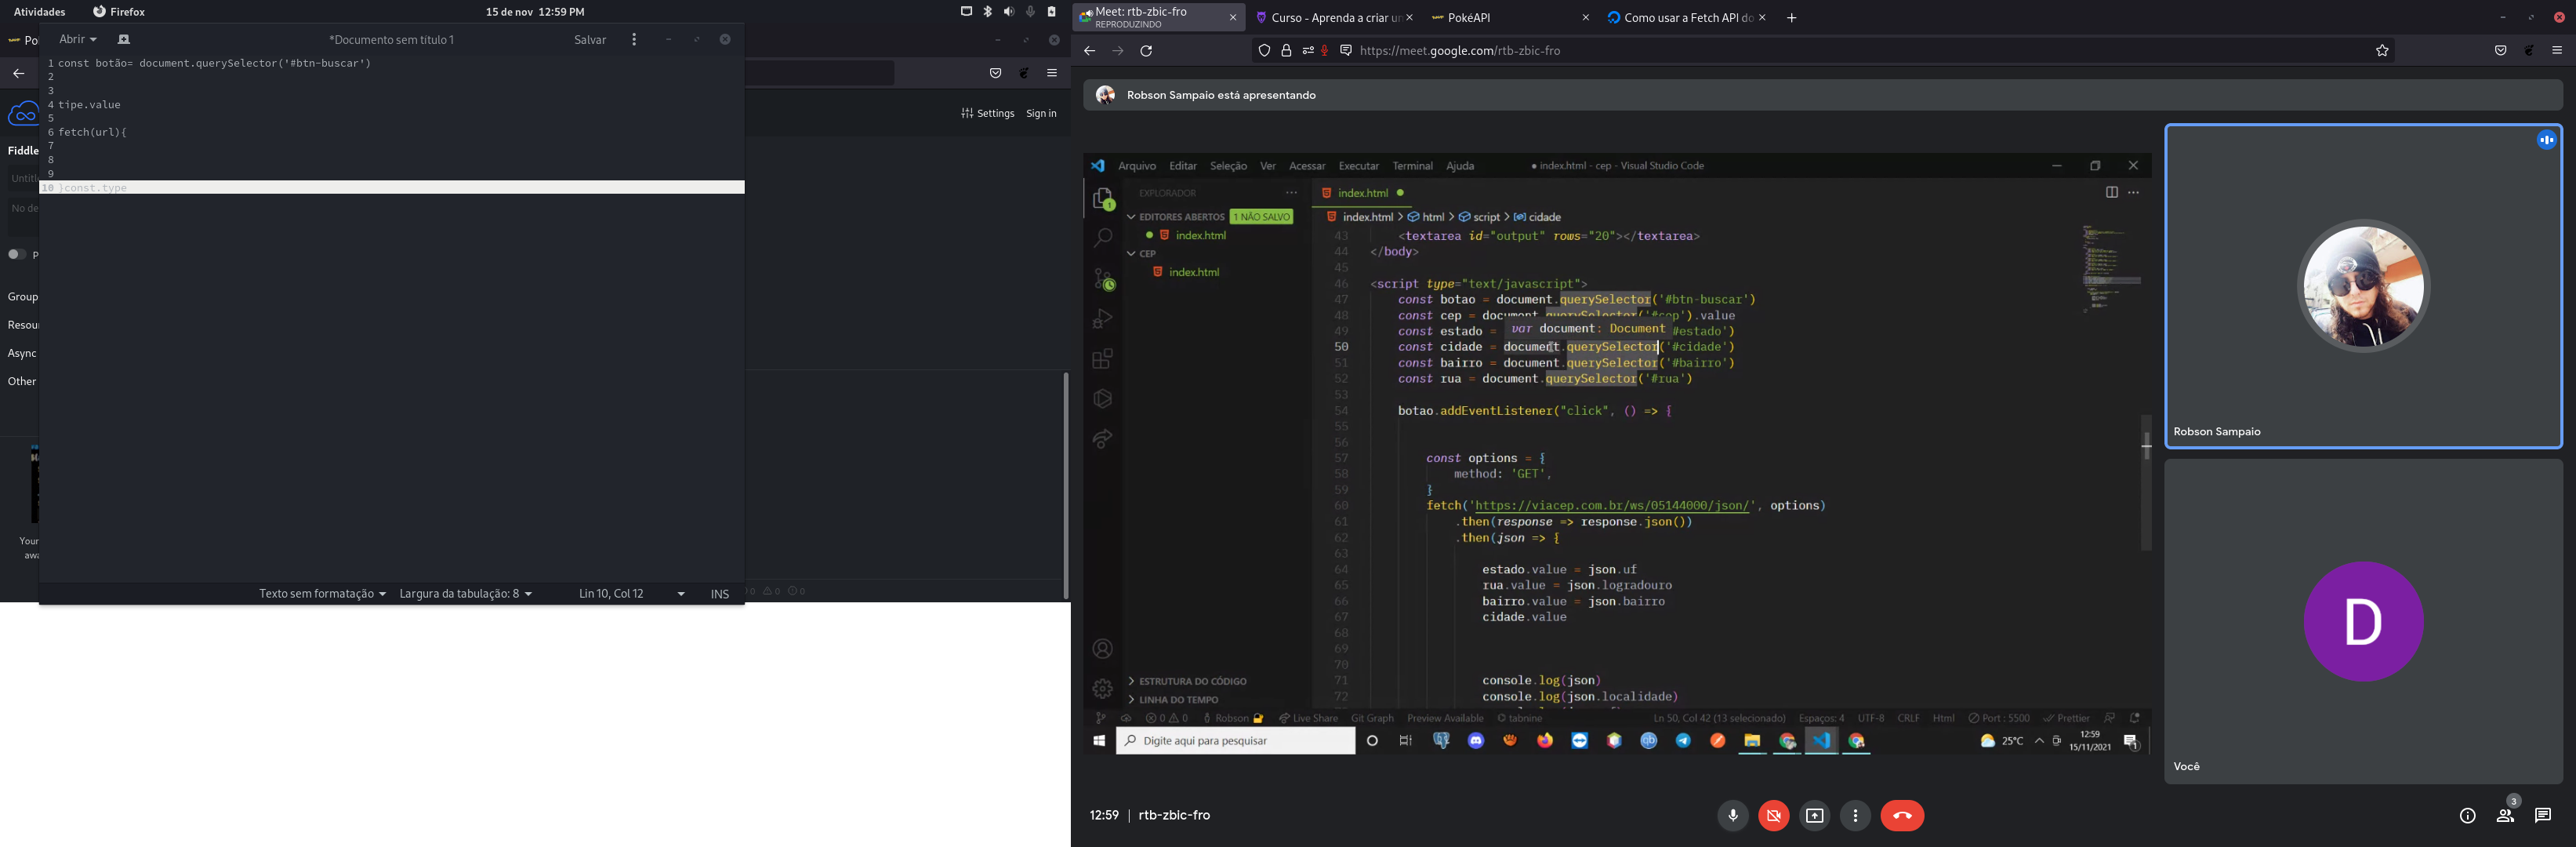 Atividades
Firefox
15 de nov 12:59 PM
Abrir
*Documento sem título 1
Salvar
1 const botão= document.querySelector('#btn-buscar')
2
3
4 tipe.value
5
6 fetch(url){
7
8
9
10 }const.type
Texto sem formatação
Largura da tabulação: 8
Lin 10, Col 12
INS
Po
Settings
Sign in
Fiddle
Untitl
No de
P
Group
Resou
Async
Other
Your
awa
Meet: rtb-zbic-fro
REPRODUZINDO
Curso - Aprenda a criar un
PokéAPI
Como usar a Fetch API do
https://meet.google.com/rtb-zbic-fro
Robson Sampaio está apresentando
Arquivo Editar Seleção Ver Acessar Executar Terminal Ajuda
● index.html - cep - Visual Studio Code
EXPLORADOR
EDITORES ABERTOS 1 NÃO SALVO
index.html
CEP
index.html
ESTRUTURA DO CÓDIGO
LINHA DO TEMPO
index.html
index.html > html > script > cidade
43 <textarea id="output" rows="20"></textarea>
44 </body>
45
46 <script type="text/javascript">
47 const botao = document.querySelector('#btn-buscar')
48 const cep = document.querySelector('#cep').value
49 const estado = #estado')
var document: Document
50 const cidade = document.querySelector('#cidade')
51 const bairro = document.querySelector('#bairro')
52 const rua = document.querySelector('#rua')
53
54 botao.addEventListener("click", () => {
55
56
57 const options = {
58 method: 'GET',
59 }
60 fetch('https://viacep.com.br/ws/05144000/json/', options)
61 .then(response => response.json())
62 .then(json => {
63
64 estado.value = json.uf
65 rua.value = json.logradouro
66 bairro.value = json.bairro
67 cidade.value
68
69
70
71 console.log(json)
72 console.log(json.localidade)
0 0 Robson Live Share Git Graph Preview Available tabnine
Ln 50, Col 42 (13 selecionado) Espaços: 4 UTF-8 CRLF Html Port : 5500 Prettier
Digite aqui para pesquisar
25°C
12:59
15/11/2021
1
Robson Sampaio
D
Você
12:59 | rtb-zbic-fro
3